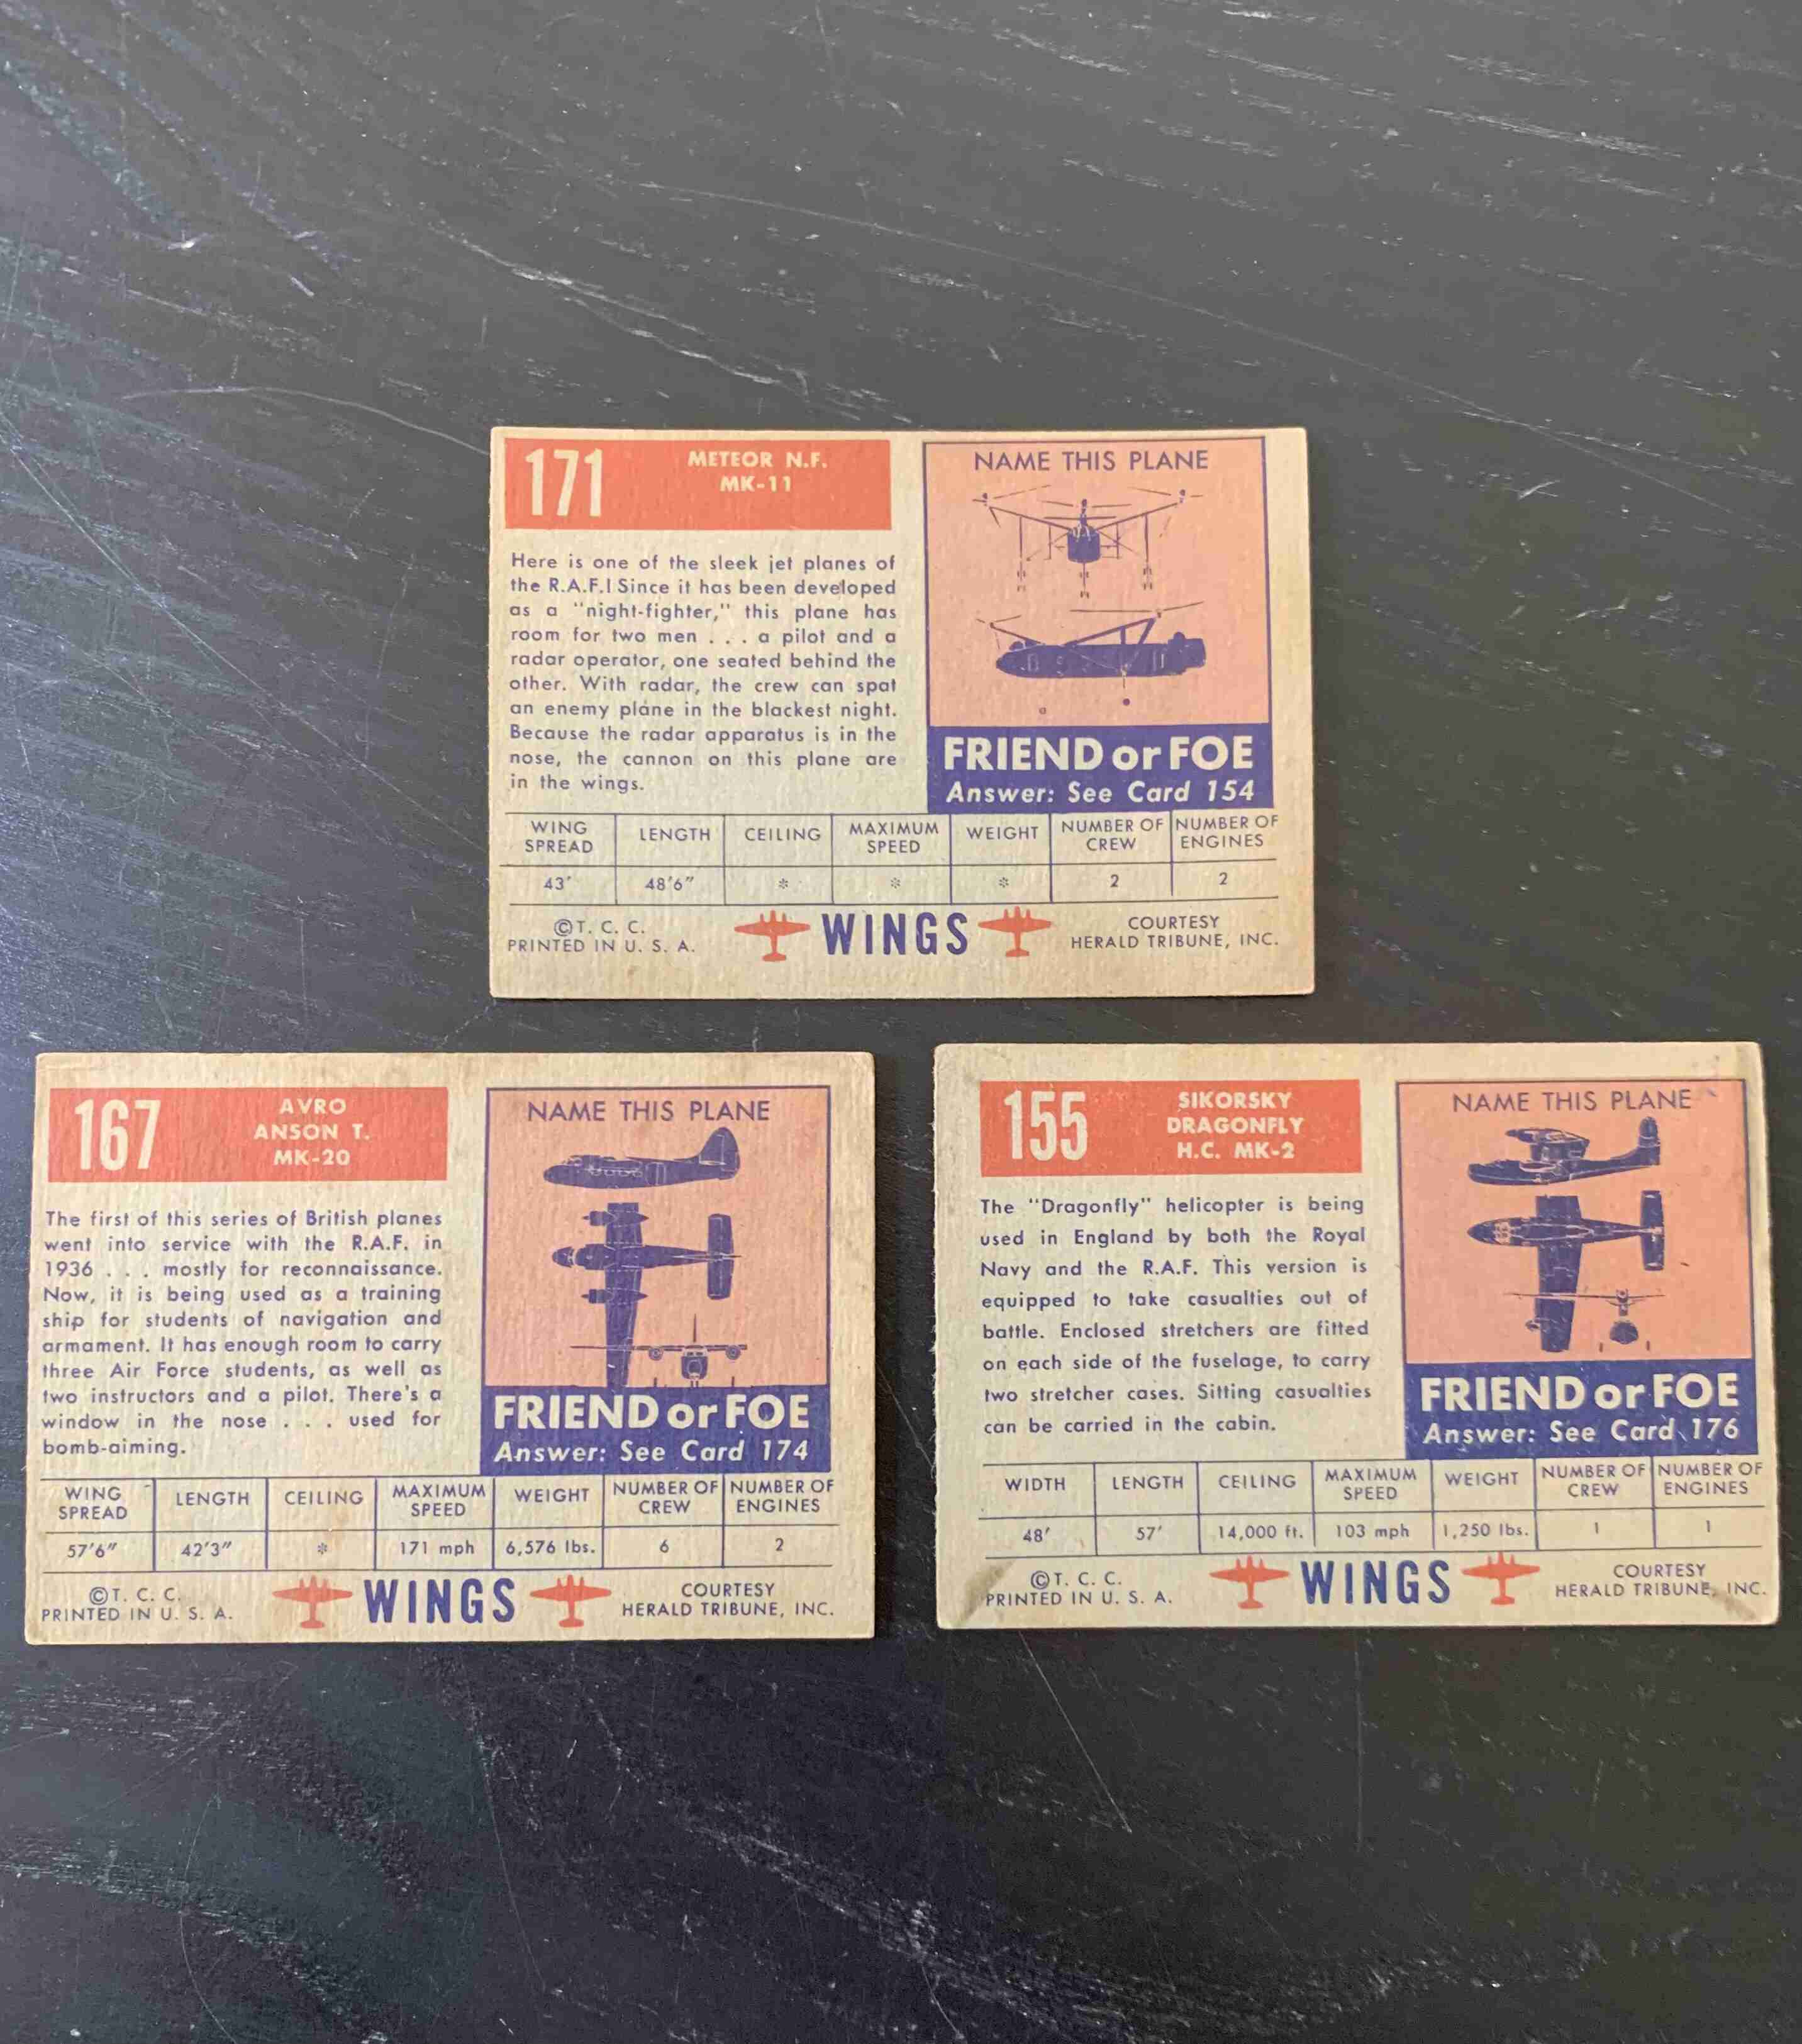 171
METEOR N.F.
MK-11
Here is one of the sleek jet planes of
the R.A.F.! Since it has been developed
as a "night-fighter," this plane has
room for two men . . . a pilot and a
radar operator, one seated behind the
other. With radar, the crew can spot
an enemy plane in the blackest night.
Because the radar apparatus is in the
nose, the cannon on this plane are
in the wings.
NAME THIS PLANE
FRIEND or FOE
Answer: See Card 154
WING SPREAD LENGTH CEILING MAXIMUM SPEED WEIGHT NUMBER OF CREW NUMBER OF ENGINES
43' 48'6" * * * 2 2
©T. C. C.
PRINTED IN U. S. A.
WINGS
COURTESY
HERALD TRIBUNE, INC.
167
AVRO
ANSON T.
MK-20
The first of this series of British planes
went into service with the R.A.F. in
1936 . . . mostly for reconnaissance.
Now, it is being used as a training
ship for students of navigation and
armament. It has enough room to carry
three Air Force students, as well as
two instructors and a pilot. There's a
window in the nose . . . used for
bomb-aiming.
NAME THIS PLANE
FRIEND or FOE
Answer: See Card 174
WING SPREAD LENGTH CEILING MAXIMUM SPEED WEIGHT NUMBER OF CREW NUMBER OF ENGINES
57'6" 42'3" * 171 mph 6,576 lbs. 6 2
©T. C. C.
PRINTED IN U. S. A.
WINGS
COURTESY
HERALD TRIBUNE, INC.
155
SIKORSKY
DRAGONFLY
H.C. MK-2
The "Dragonfly" helicopter is being
used in England by both the Royal
Navy and the R.A.F. This version is
equipped to take casualties out of
battle. Enclosed stretchers are fitted
on each side of the fuselage, to carry
two stretcher cases. Sitting casualties
can be carried in the cabin.
NAME THIS PLANE
FRIEND or FOE
Answer: See Card 176
WIDTH LENGTH CEILING MAXIMUM SPEED WEIGHT NUMBER OF CREW NUMBER OF ENGINES
48' 57' 14,000 ft. 103 mph 1,250 lbs. 1 1
©T. C. C.
PRINTED IN U. S. A.
WINGS
COURTESY
HERALD TRIBUNE, INC.